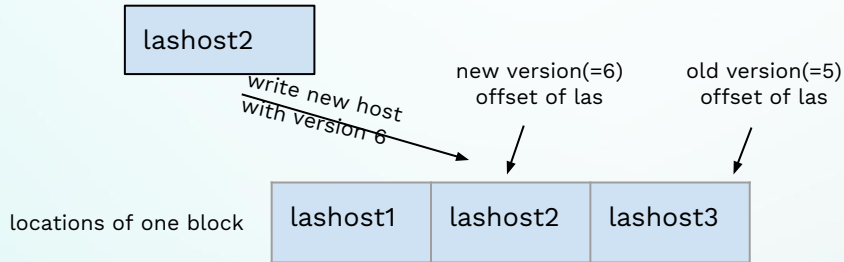 lashost2
write new host
with version 6
new version(=6)
offset of las
old version(=5)
offset of las
locations of one block
lashost1
lashost2
lashost3